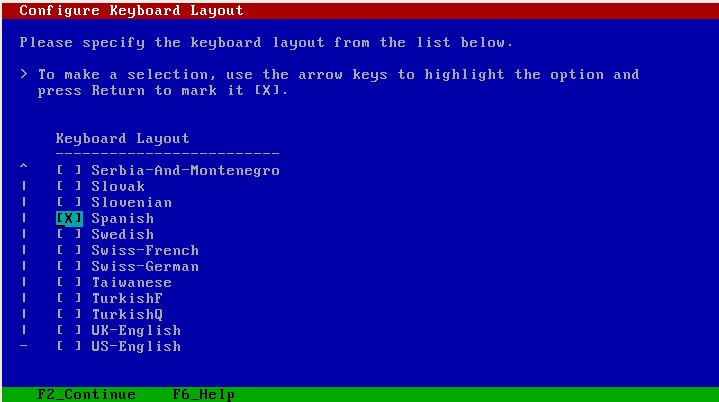 Configure Keyboard Layout
Please specify the keyboard layout from the list below.
> To make a selection, use the arrow keys to highlight the option and
press Return to mark it [X].
Keyboard Layout
-------------------------
^ [ ] Serbia-And-Montenegro
| [ ] Slovak
| [ ] Slovenian
| [X] Spanish
| [ ] Swedish
| [ ] Swiss-French
| [ ] Swiss-German
| [ ] Taiwanese
| [ ] TurkishF
| [ ] TurkishQ
| [ ] UK-English
- [ ] US-English
F2_Continue F6_Help